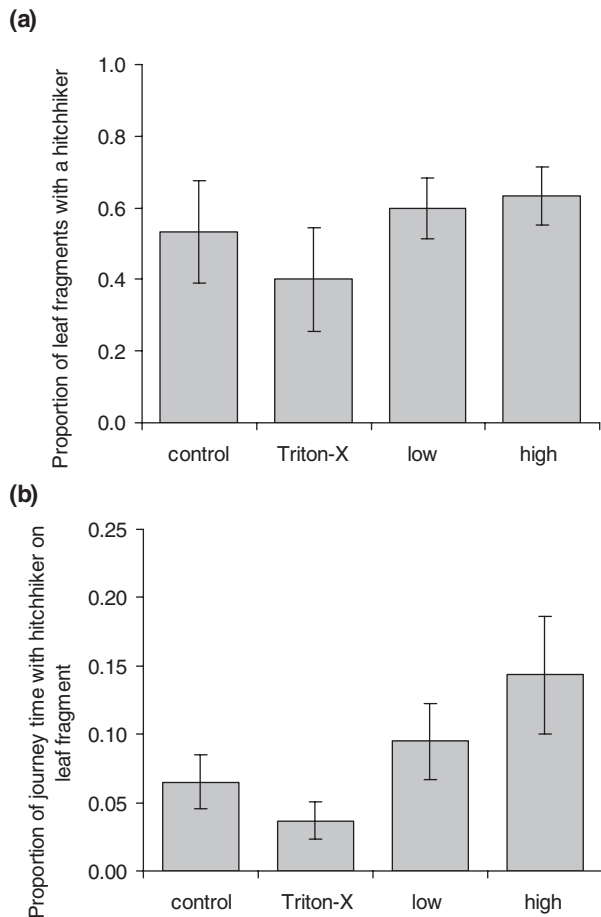 (a)
Proportion of leaf fragments with a hitchhiker
1.0
0.8
0.6
0.4
0.2
0.0
control Triton-X low high
(b)
Proportion of journey time with hitchhiker on
leaf fragment
0.25
0.20
0.15
0.10
0.05
0.00
control Triton-X low high